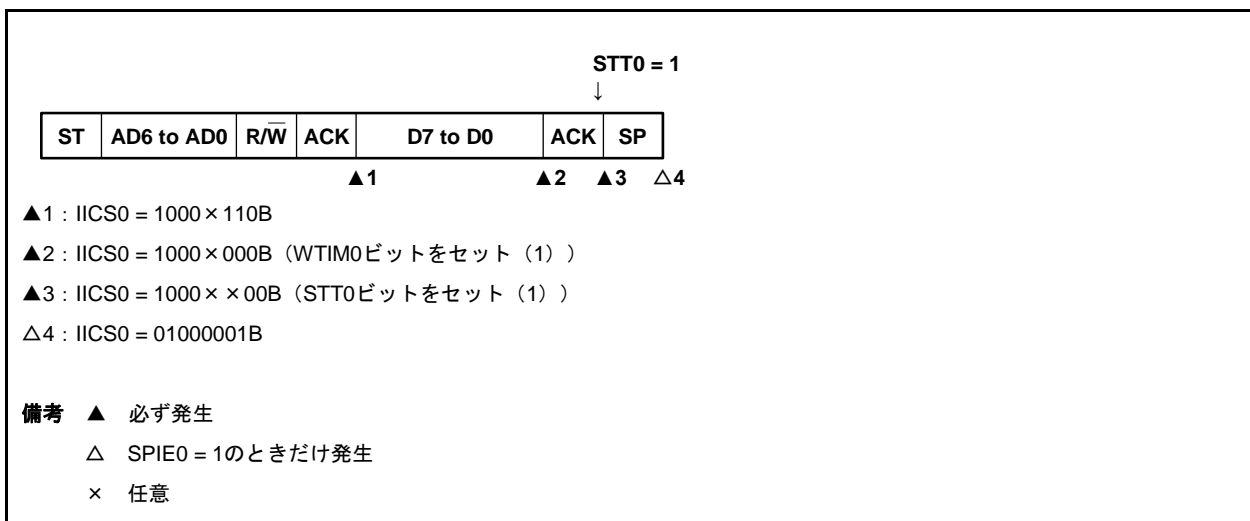 STT0 = 1
↓
ST AD6 to AD0 R/W̅ ACK D7 to D0 ACK SP
▲1 ▲2 ▲3 △4
▲1：IICS0 = 1000×110B
▲2：IICS0 = 1000×000B（WTIM0ビットをセット（1））
▲3：IICS0 = 1000××00B（STT0ビットをセット（1））
△4：IICS0 = 01000001B
備考 ▲ 必ず発生
△ SPIE0 = 1のときだけ発生
× 任意